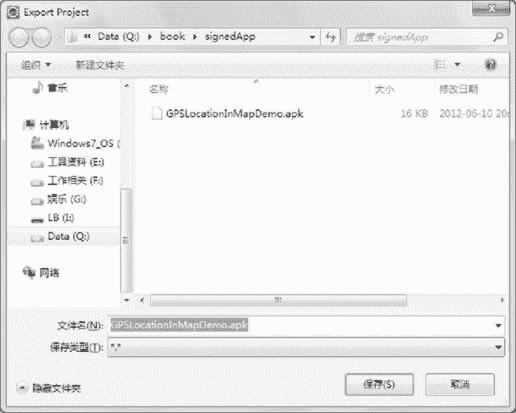 Export Project
Data (Q:) book signedApp
搜索 signedApp
组织 新建文件夹
名称 大小 修改日期
音乐
GPSLocationInMapDemo.apk 16 KB 2012-06-10 20:
计算机
Windows7_OS (
工具资料 (E:)
工作相关 (F:)
娱乐 (G:)
LB (I:)
Data (Q:)
网络
文件名(N): GPSLocationInMapDemo.apk
保存类型(T): *.*
隐藏文件夹 保存(S) 取消